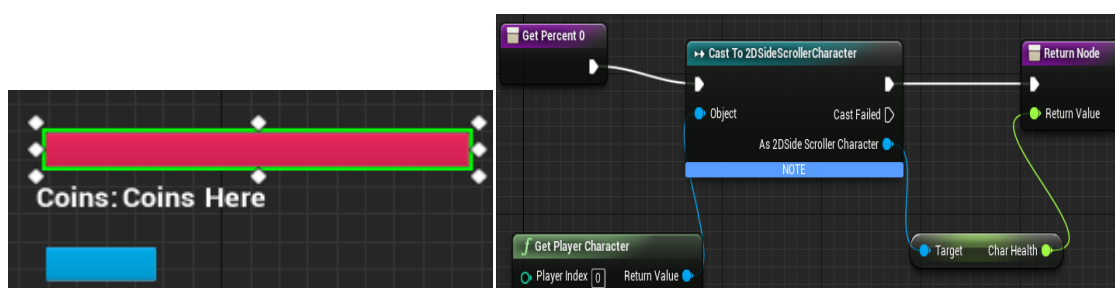 Coins: Coins Here
Get Percent 0
Cast To 2DSideScrollerCharacter
Return Node
Object
Cast Failed
Return Value
As 2DSide Scroller Character
NOTE
Get Player Character
Target
Char Health
Player Index 0
Return Value